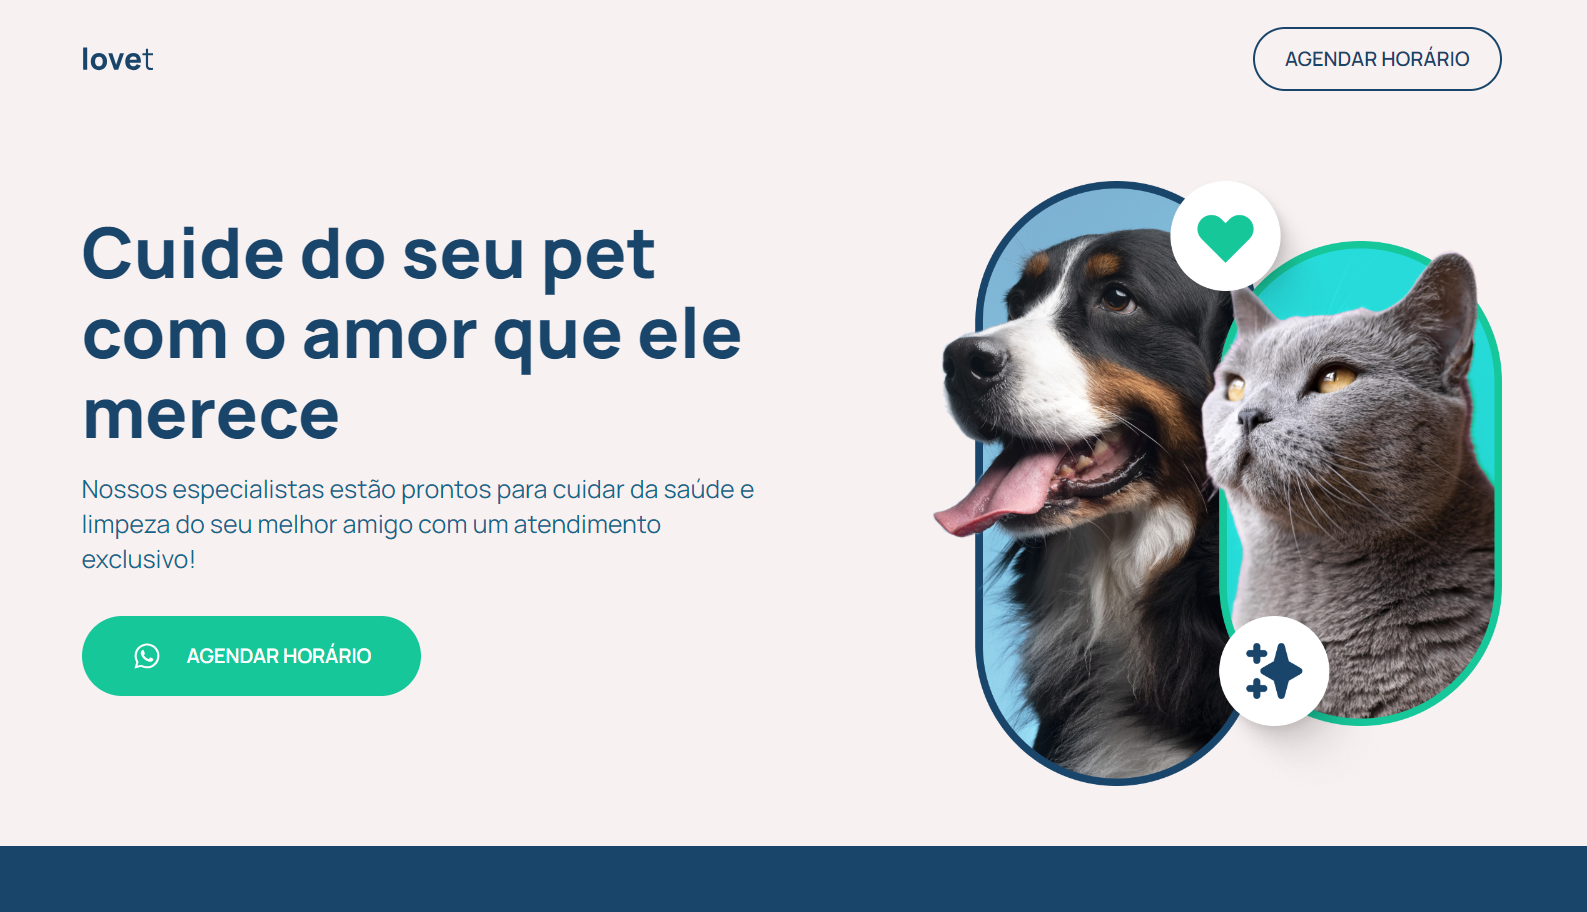 lovet
AGENDAR HORÁRIO
Cuide do seu pet
com o amor que ele
merece
Nossos especialistas estão prontos para cuidar da saúde e
limpeza do seu melhor amigo com um atendimento
exclusivo!
AGENDAR HORÁRIO